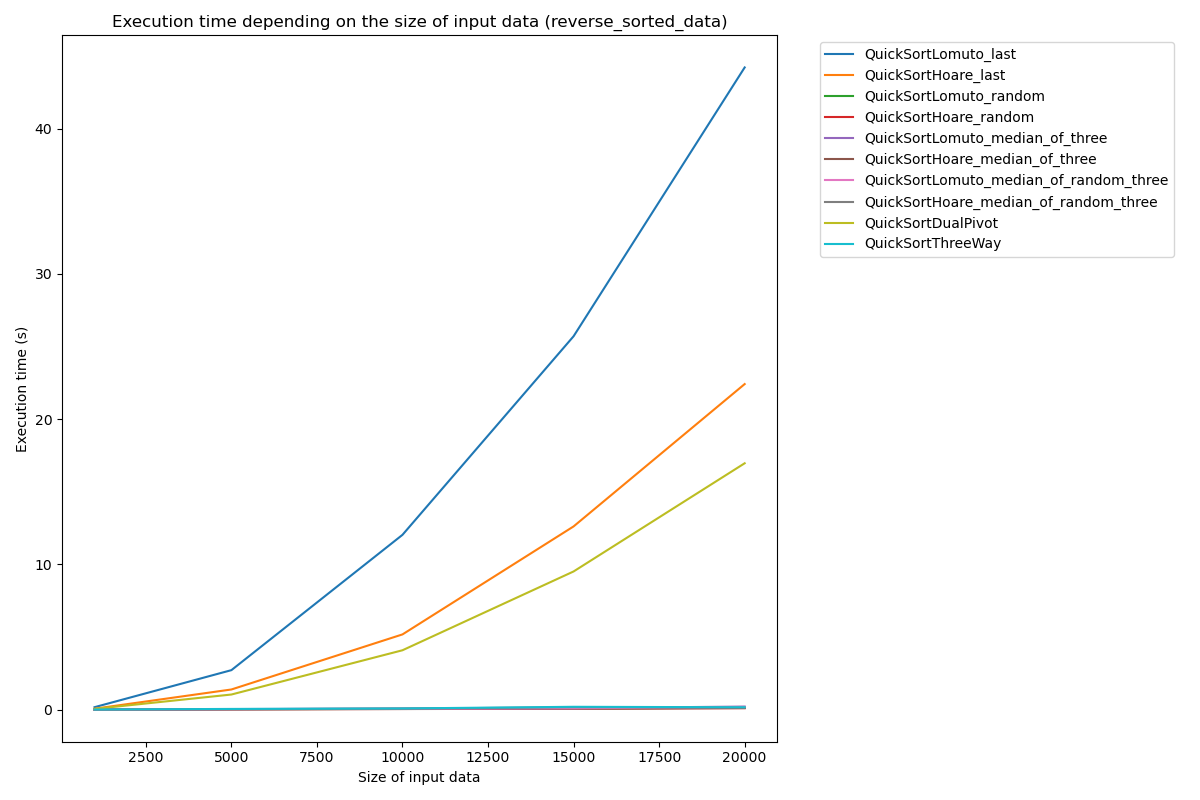 Execution time depending on the size of input data (reverse_sorted_data)
QuickSortLomuto_last
QuickSortHoare_last
QuickSortLomuto_random
QuickSortHoare_random
QuickSortLomuto_median_of_three
QuickSortHoare_median_of_three
QuickSortLomuto_median_of_random_three
QuickSortHoare_median_of_random_three
QuickSortDualPivot
QuickSortThreeWay
Execution time (s)
40
30
20
10
0
2500 5000 7500 10000 12500 15000 17500 20000
Size of input data